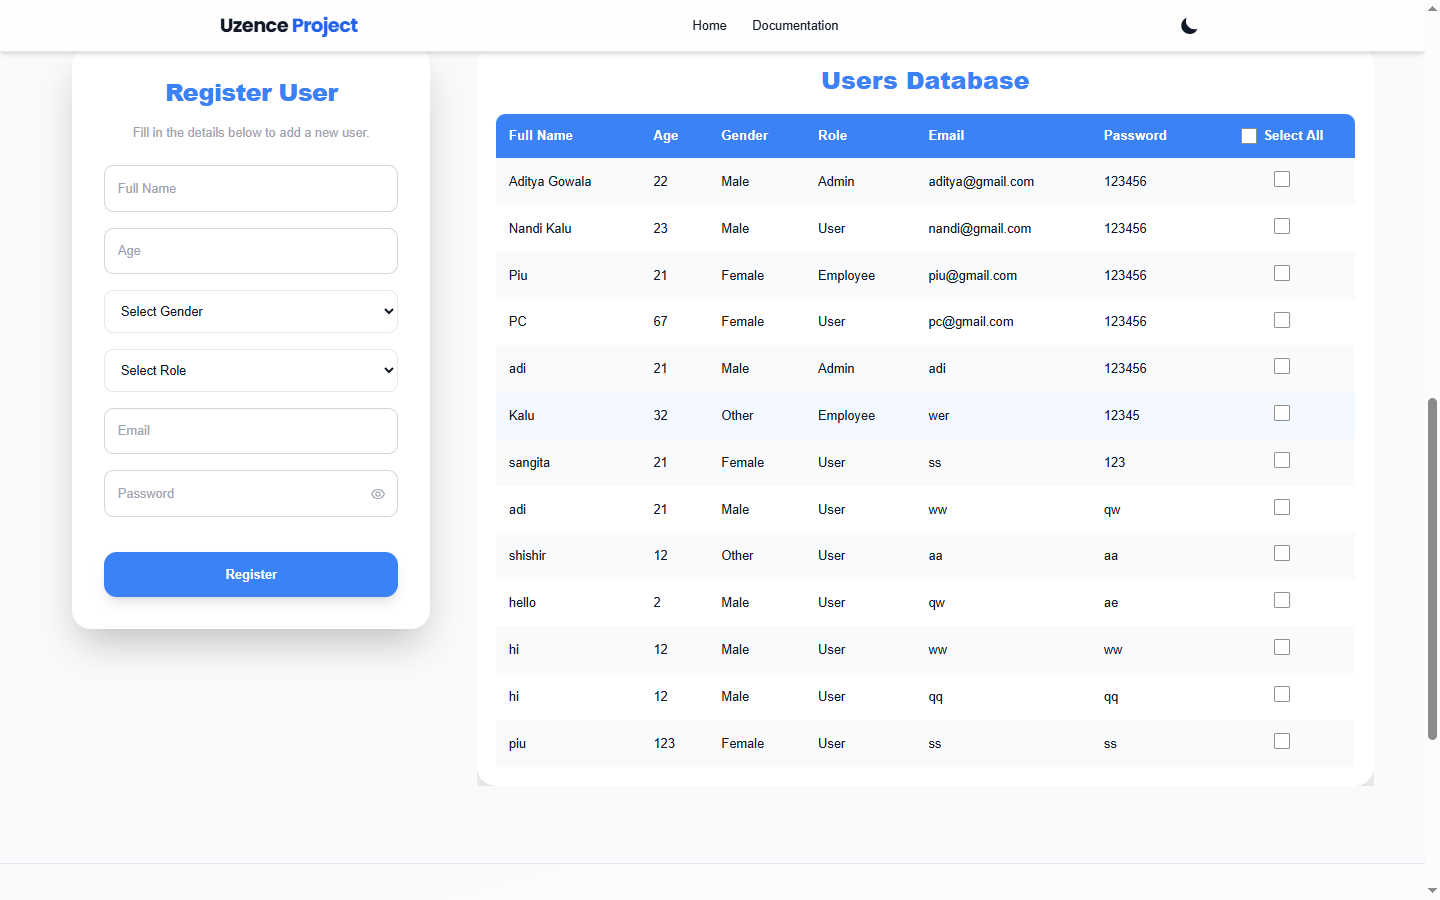 Uzence Project
Home
Documentation
Register User
Fill in the details below to add a new user.
Full Name
Age
Select Gender
Select Role
Email
Password
Register
Users Database
Full Name Age Gender Role Email Password Select All
Aditya Gowala 22 Male Admin aditya@gmail.com 123456
Nandi Kalu 23 Male User nandi@gmail.com 123456
Piu 21 Female Employee piu@gmail.com 123456
PC 67 Female User pc@gmail.com 123456
adi 21 Male Admin adi 123456
Kalu 32 Other Employee wer 12345
sangita 21 Female User ss 123
adi 21 Male User ww qw
shishir 12 Other User aa aa
hello 2 Male User qw ae
hi 12 Male User ww ww
hi 12 Male User qq qq
piu 123 Female User ss ss